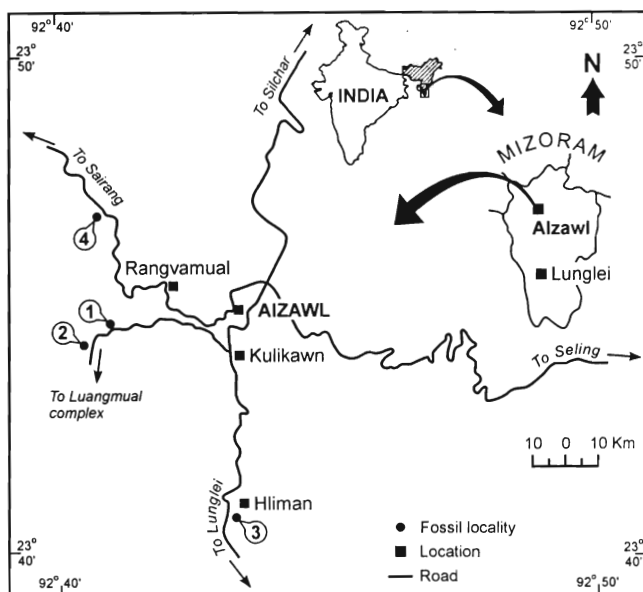 92° 40'
92° 50'
23°
50'
23°
50'
To Silchar
INDIA
N
To Sairang
MIZORAM
4
AIzawl
Rangvamual
Lunglei
1
AIZAWL
2
Kulikawn
To Seling
To Luangmual
complex
10 0 10 Km
Hliman
To Lunglei
3
Fossil locality
Location
Road
23°
40'
23°
40'
92° 40'
92° 50'